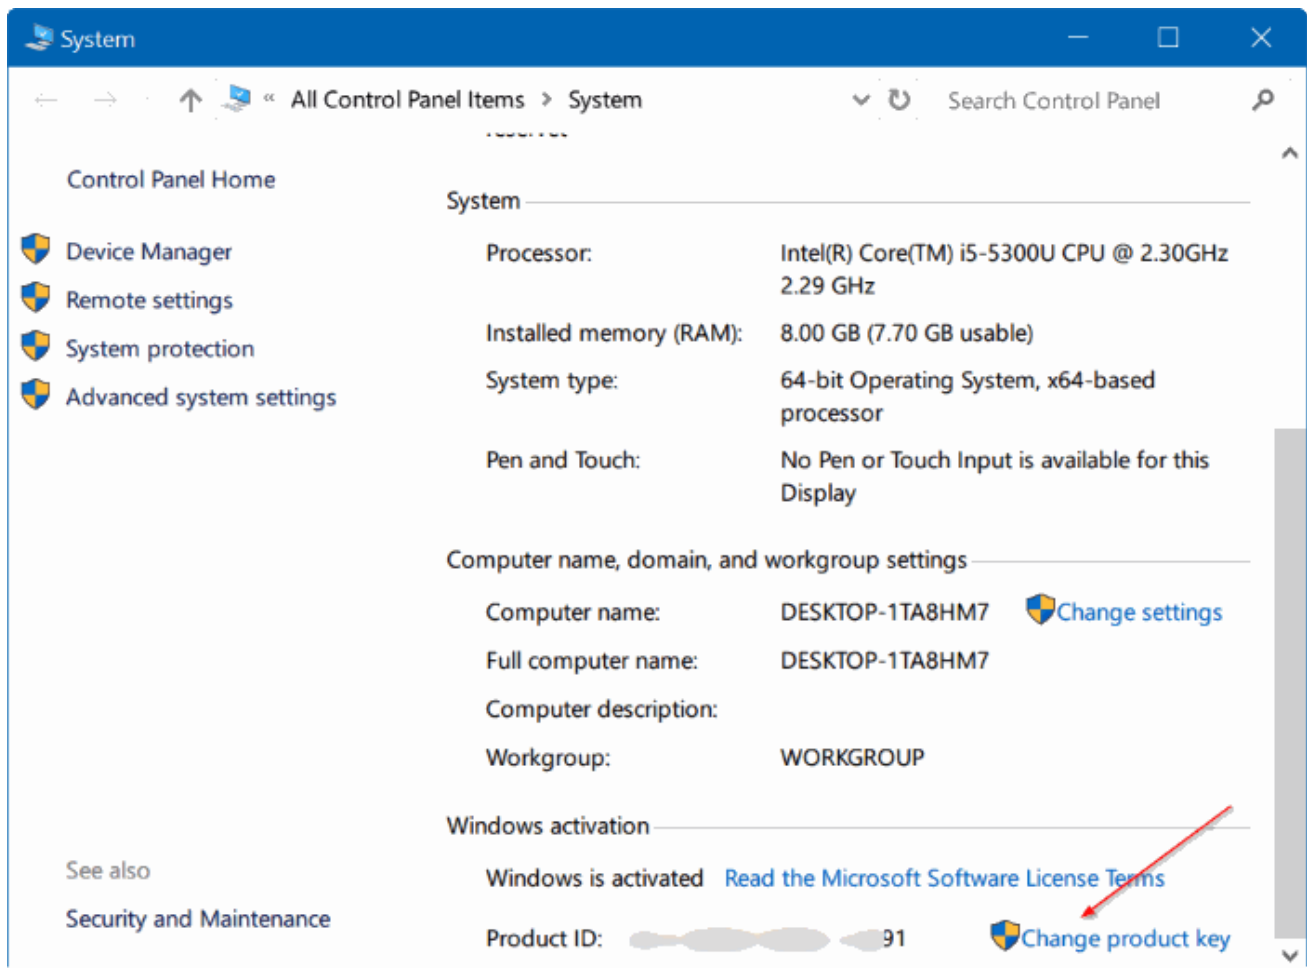 System
« All Control Panel Items > System
Search Control Panel
Control Panel Home
Device Manager
Remote settings
System protection
Advanced system settings
See also
Security and Maintenance
System
Processor: Intel(R) Core(TM) i5-5300U CPU @ 2.30GHz
2.29 GHz
Installed memory (RAM): 8.00 GB (7.70 GB usable)
System type: 64-bit Operating System, x64-based
processor
Pen and Touch: No Pen or Touch Input is available for this
Display
Computer name, domain, and workgroup settings
Computer name: DESKTOP-1TA8HM7 Change settings
Full computer name: DESKTOP-1TA8HM7
Computer description:
Workgroup: WORKGROUP
Windows activation
Windows is activated Read the Microsoft Software License Terms
Product ID: 91 Change product key